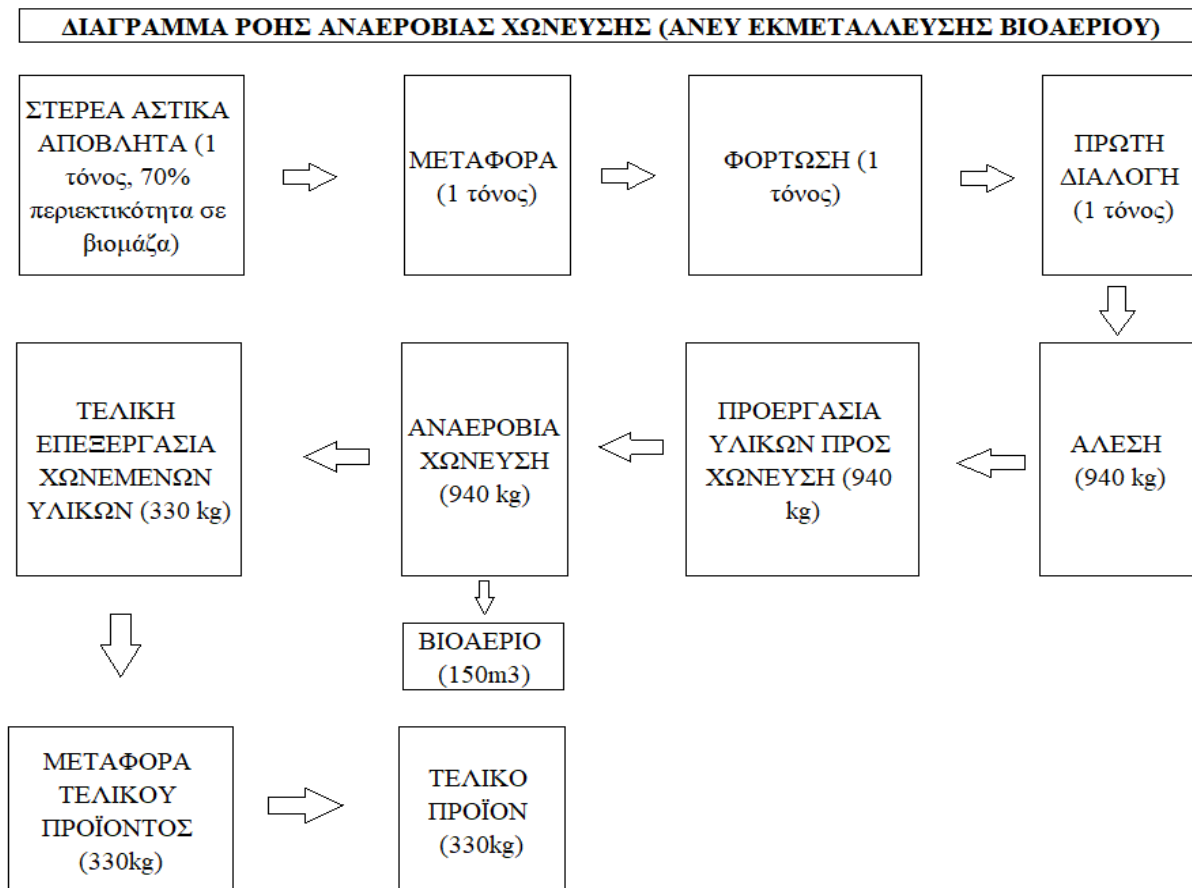 ΔΙΑΓΡΑΜΜΑ ΡΟΗΣ ΑΝΑΕΡΟΒΙΑΣ ΧΩΝΕΥΣΗΣ (ΑΝΕΥ ΕΚΜΕΤΑΛΛΕΥΣΗΣ ΒΙΟΑΕΡΙΟΥ)
ΣΤΕΡΕΑ ΑΣΤΙΚΑ
ΑΠΟΒΛΗΤΑ (1
τόνος, 70%
περιεκτικότητα σε
βιομάζα)
ΜΕΤΑΦΟΡΑ
(1 τόνος)
ΦΟΡΤΩΣΗ (1
τόνος)
ΠΡΩΤΗ
ΔΙΑΛΟΓΗ
(1 τόνος)
ΑΛΕΣΗ
(940 kg)
ΠΡΟΕΡΓΑΣΙΑ
ΥΛΙΚΩΝ ΠΡΟΣ
ΧΩΝΕΥΣΗ (940
kg)
ΑΝΑΕΡΟΒΙΑ
ΧΩΝΕΥΣΗ
(940 kg)
ΤΕΛΙΚΗ
ΕΠΕΞΕΡΓΑΣΙΑ
ΧΩΝΕΜΕΝΩΝ
ΥΛΙΚΩΝ (330 kg)
ΒΙΟΑΕΡΙΟ
(150m3)
ΜΕΤΑΦΟΡΑ
ΤΕΛΙΚΟΥ
ΠΡΟΪΟΝΤΟΣ
(330kg)
ΤΕΛΙΚΟ
ΠΡΟΪΟΝ
(330kg)